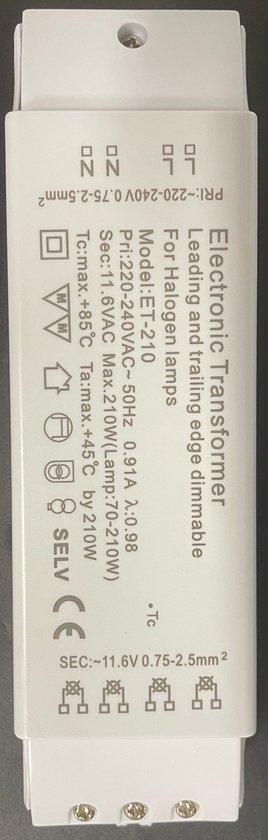 N N L L
PRI:~220-240V 0.75-2.5mm²
Electronic Transformer
Leading and trailing edge dimmable
For Halogen lamps
Model:ET-210
Pri:220-240VAC~ 50Hz 0.91A λ:0.98
Sec:11.6VAC Max.210W(Lamp:70-210W)
Tc:max.+85℃ Ta:max.+45℃ by 210W
M M
SELV CE
•Tc
SEC:~11.6V 0.75-2.5mm²